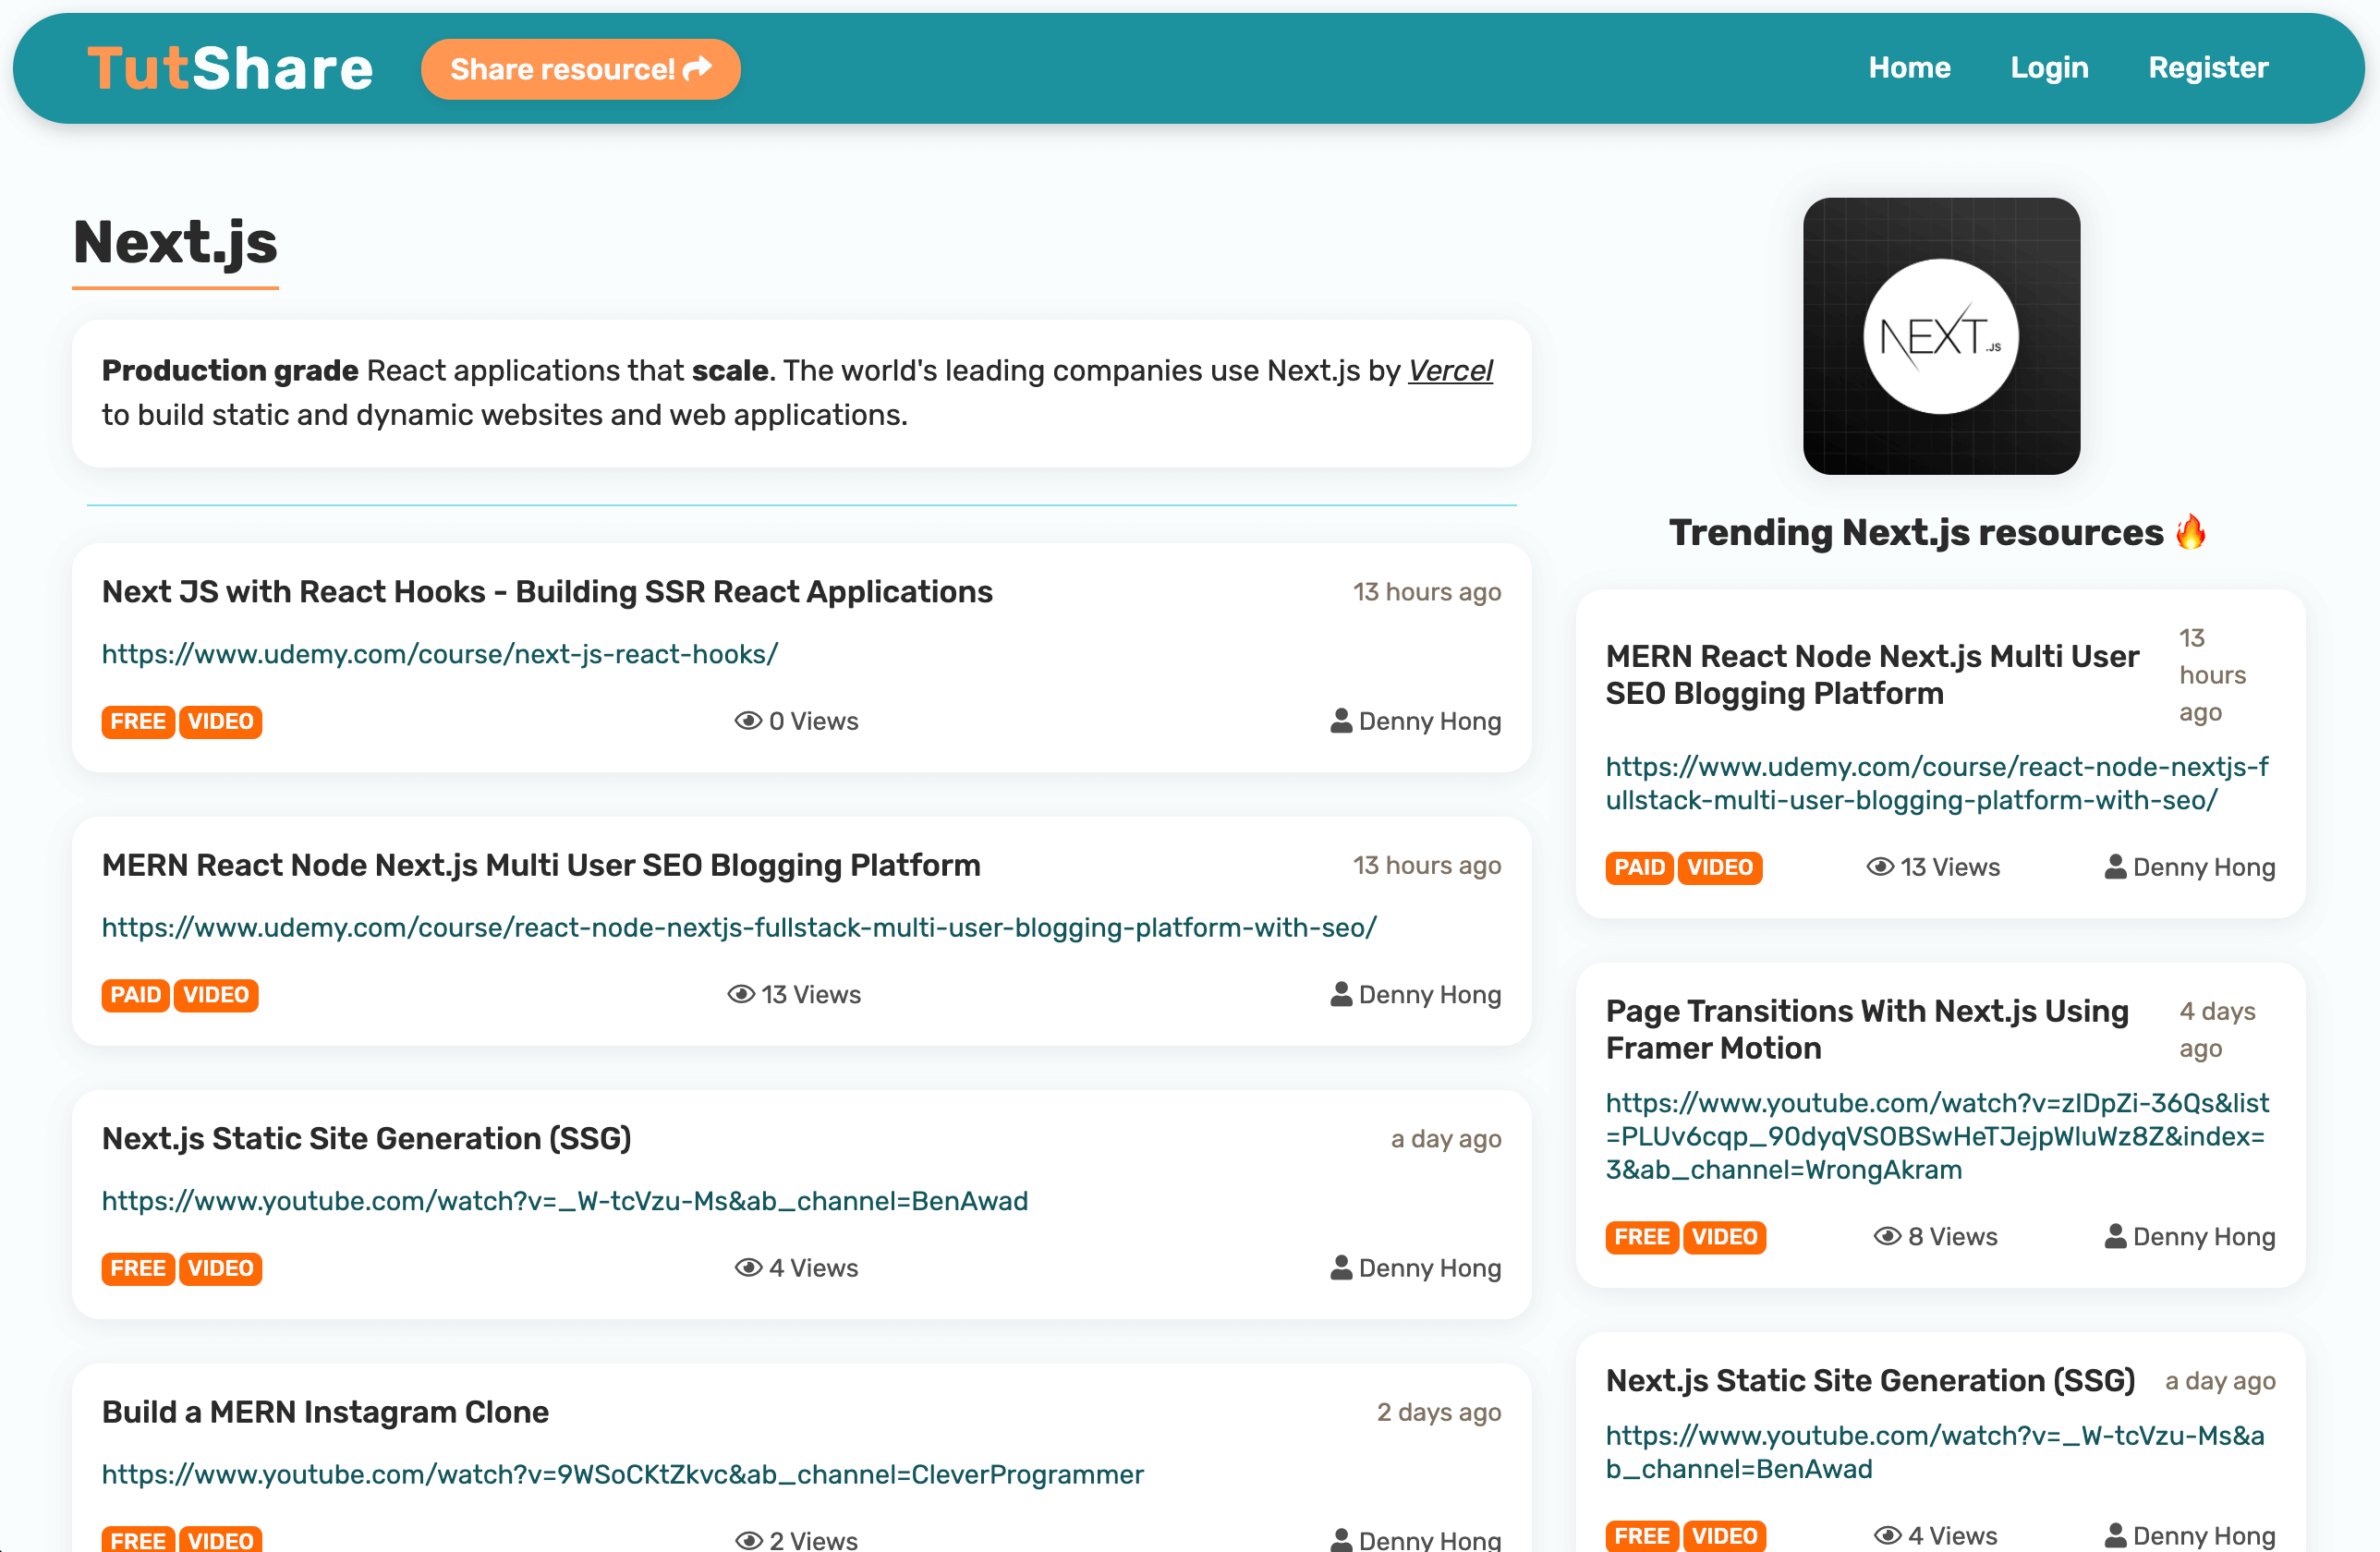 TutShare
Share resource!
Home
Login
Register
Next.js
Production grade React applications that scale. The world's leading companies use Next.js by Vercel
to build static and dynamic websites and web applications.
Next JS with React Hooks - Building SSR React Applications
13 hours ago
https://www.udemy.com/course/next-js-react-hooks/
FREE VIDEO
0 Views
Denny Hong
MERN React Node Next.js Multi User SEO Blogging Platform
13 hours ago
https://www.udemy.com/course/react-node-nextjs-fullstack-multi-user-blogging-platform-with-seo/
PAID VIDEO
13 Views
Denny Hong
Next.js Static Site Generation (SSG)
a day ago
https://www.youtube.com/watch?v=_W-tcVzu-Ms&ab_channel=BenAwad
FREE VIDEO
4 Views
Denny Hong
Build a MERN Instagram Clone
2 days ago
https://www.youtube.com/watch?v=9WSoCKtZkvc&ab_channel=CleverProgrammer
FREE VIDEO
2 Views
Denny Hong
NEXT.JS
Trending Next.js resources 🔥
MERN React Node Next.js Multi User
SEO Blogging Platform
13
hours
ago
https://www.udemy.com/course/react-node-nextjs-f
ullstack-multi-user-blogging-platform-with-seo/
PAID VIDEO
13 Views
Denny Hong
Page Transitions With Next.js Using
Framer Motion
4 days
ago
https://www.youtube.com/watch?v=zIDpZi-36Qs&list
=PLUv6cqp_90dyqVSOBSwHeTJejpWluWz8Z&index=
3&ab_channel=WrongAkram
FREE VIDEO
8 Views
Denny Hong
Next.js Static Site Generation (SSG)
a day ago
https://www.youtube.com/watch?v=_W-tcVzu-Ms&a
b_channel=BenAwad
FREE VIDEO
4 Views
Denny Hong